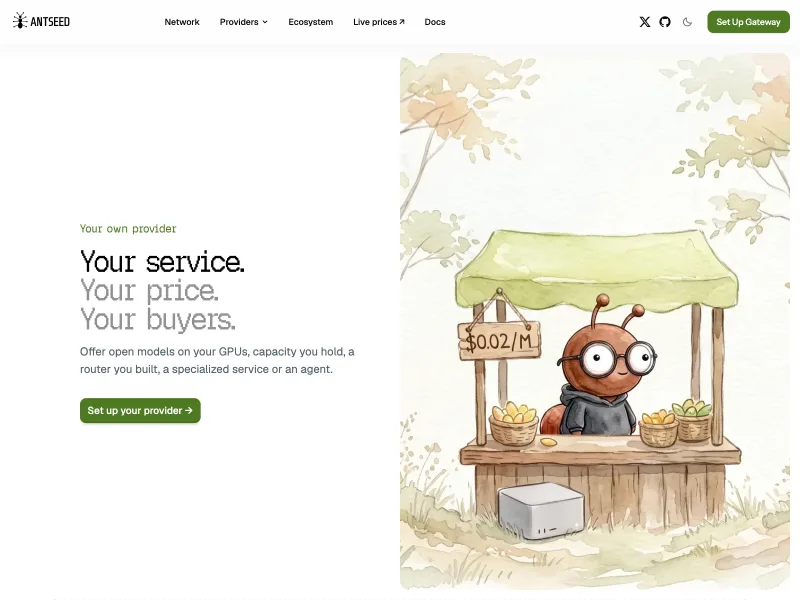 ANTSEED
Network
Providers
Ecosystem
Live prices
Docs
Set Up Gateway
Your own provider
Your service.
Your price.
Your buyers.
Offer open models on your GPUs, capacity you hold, a
router you built, a specialized service or an agent.
Set up your provider →
$0.02/M